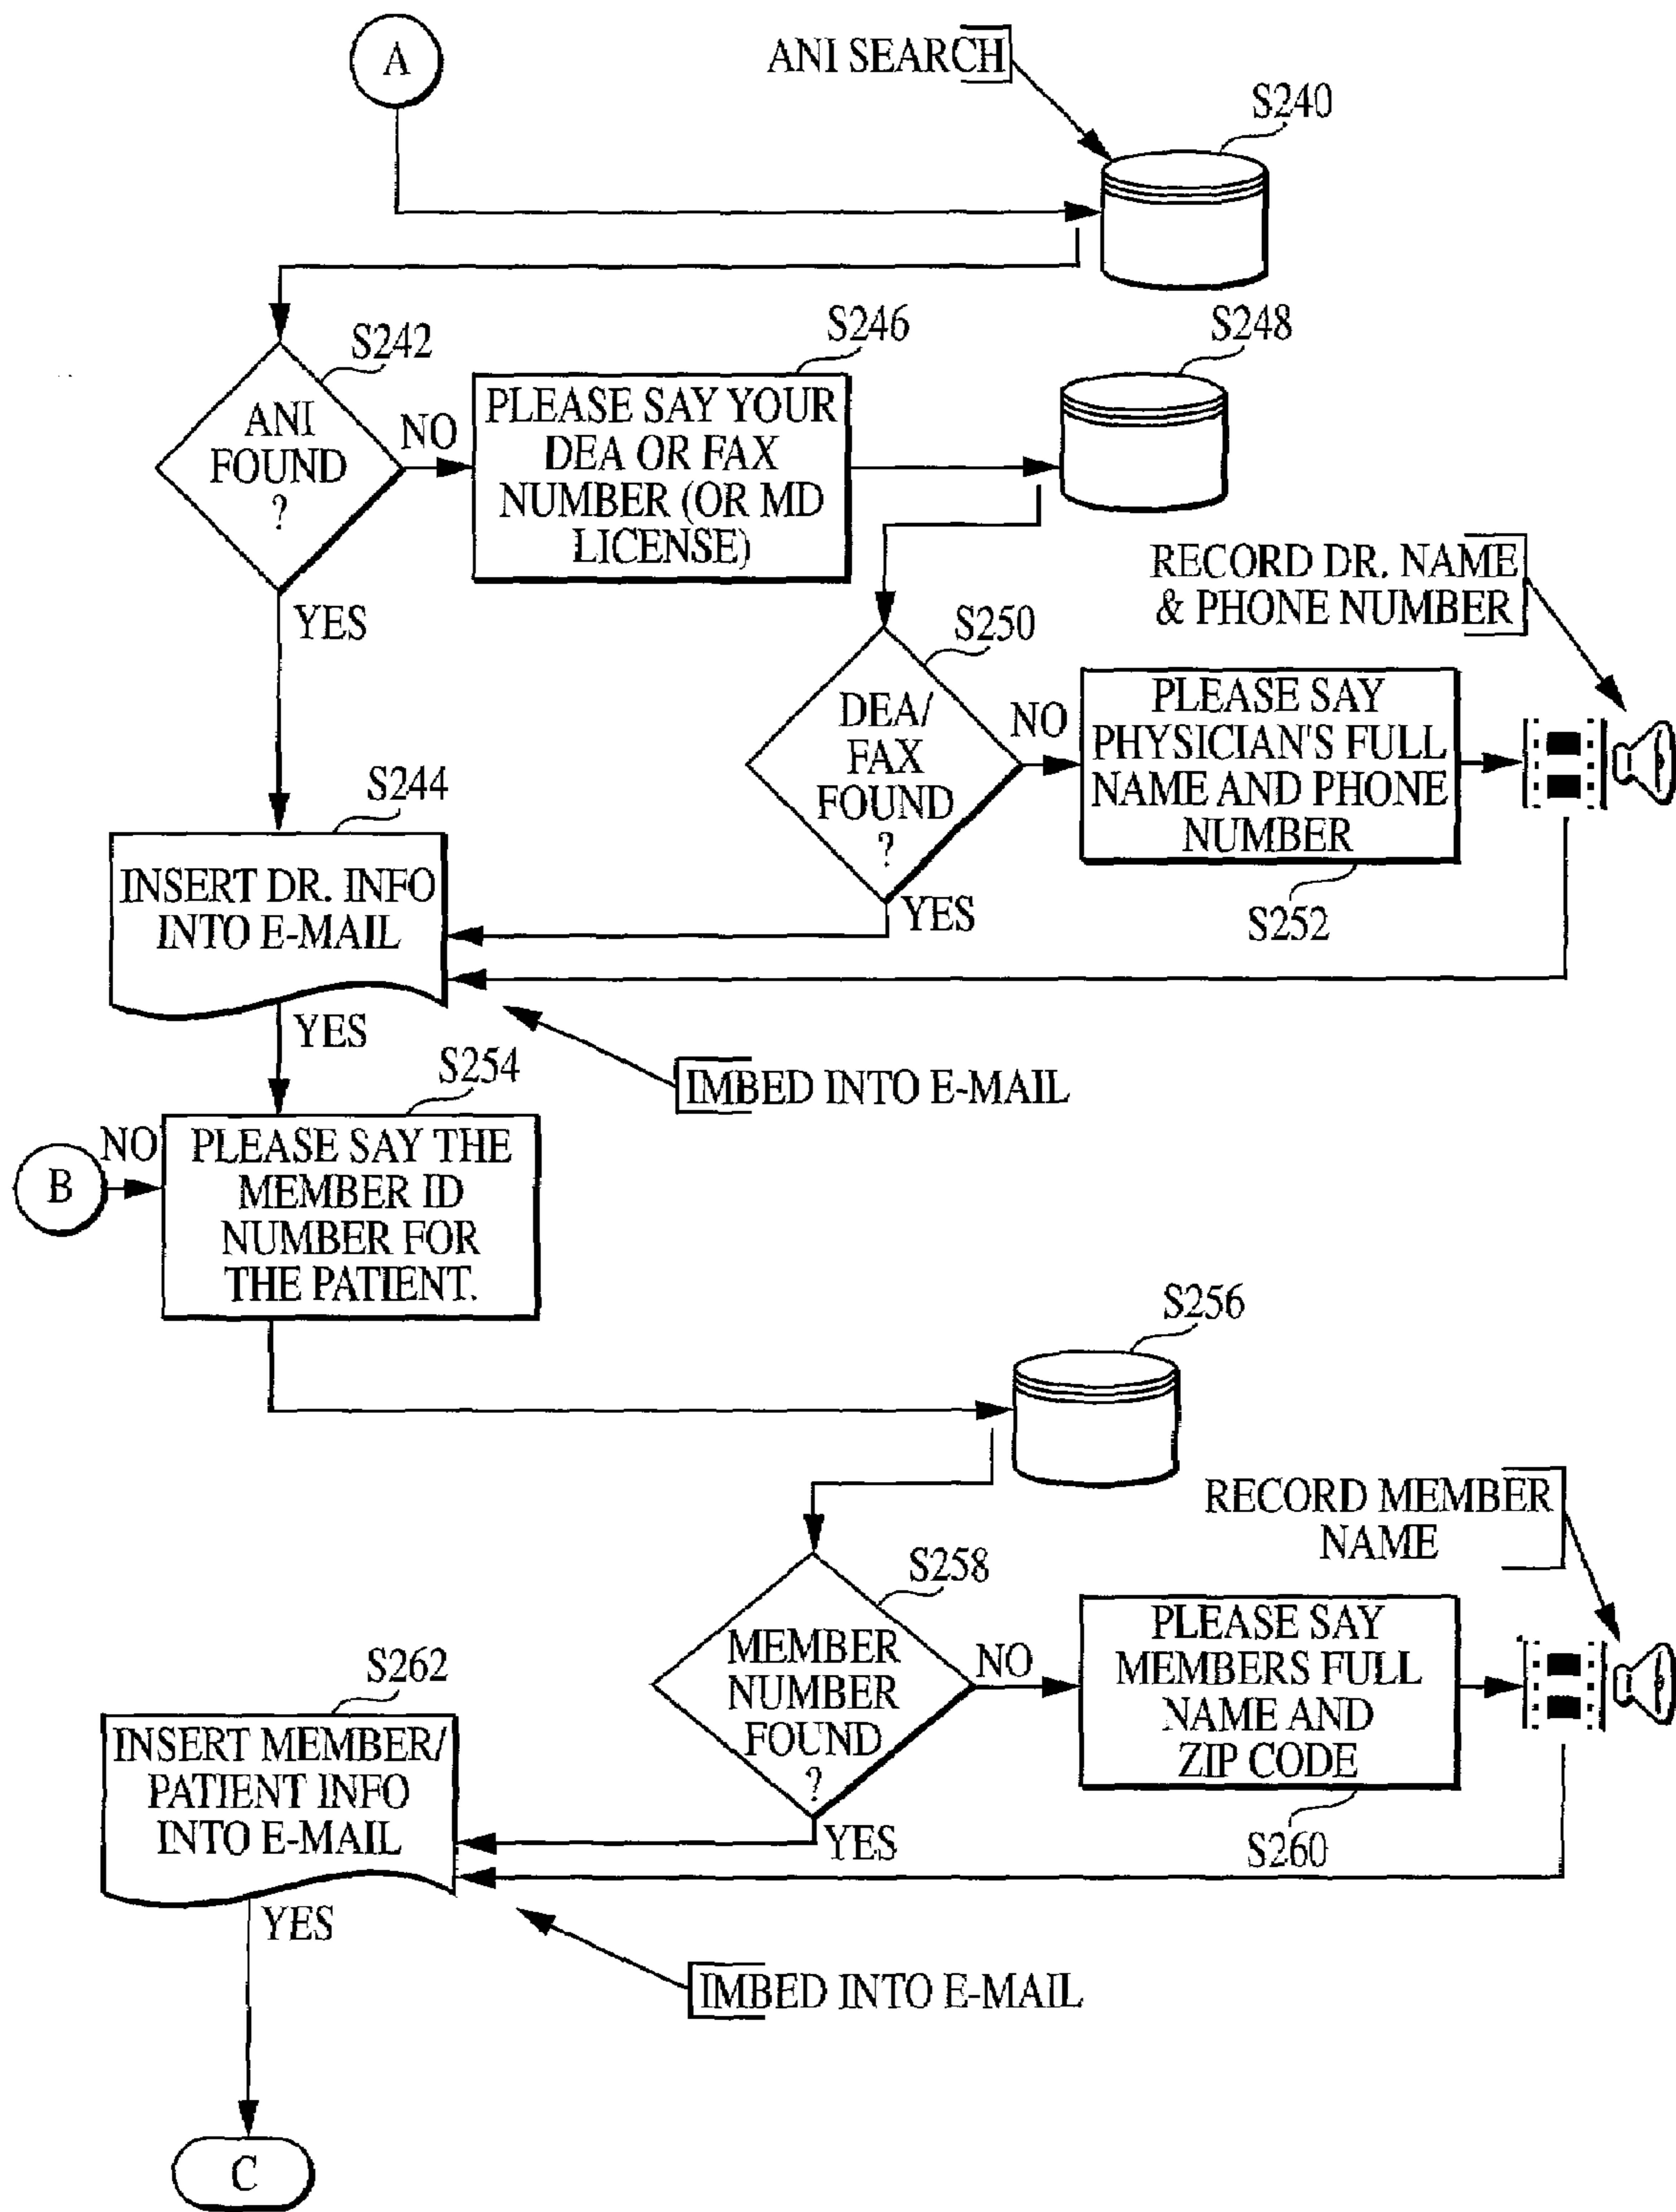 A
ANI SEARCH
S240
S242
ANI
FOUND
?
NO
YES
S246
PLEASE SAY YOUR
DEA OR FAX
NUMBER (OR MD
LICENSE)
S248
RECORD DR. NAME
& PHONE NUMBER
S250
DEA/
FAX
FOUND
?
NO
YES
PLEASE SAY
PHYSICIAN'S FULL
NAME AND PHONE
NUMBER
S252
S244
INSERT DR. INFO
INTO E-MAIL
YES
IMBED INTO E-MAIL
S254
B
NO
PLEASE SAY THE
MEMBER ID
NUMBER FOR
THE PATIENT.
S256
RECORD MEMBER
NAME
S258
MEMBER
NUMBER
FOUND
?
NO
YES
PLEASE SAY
MEMBERS FULL
NAME AND
ZIP CODE
S260
S262
INSERT MEMBER/
PATIENT INFO
INTO E-MAIL
YES
IMBED INTO E-MAIL
C